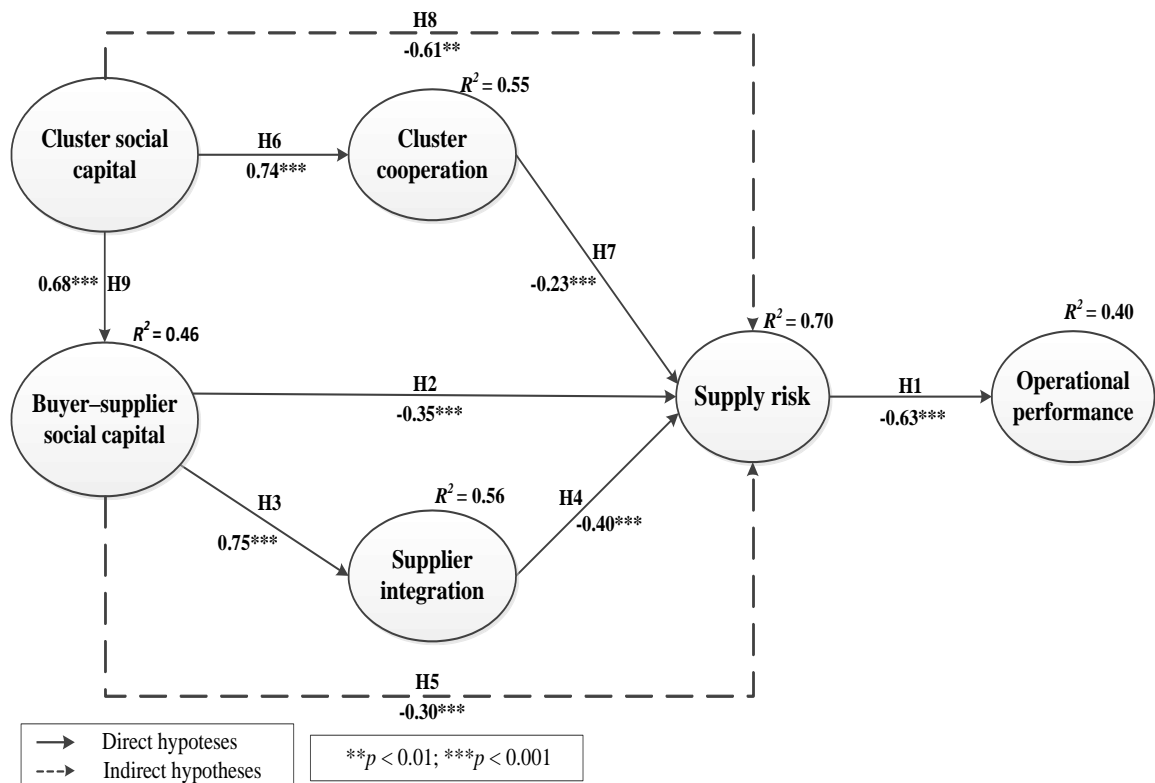 H8
-0.61**
R² = 0.55
Cluster social
capital
H6
0.74***
Cluster
cooperation
H7
-0.23***
0.68***
H9
R² = 0.46
R² = 0.70
R² = 0.40
Buyer–supplier
social capital
H2
-0.35***
Supply risk
H1
-0.63***
Operational
performance
H3
0.75***
R² = 0.56
H4
-0.40***
Supplier
integration
H5
-0.30***
Direct hypoteses
Indirect hypotheses
**p < 0.01; ***p < 0.001